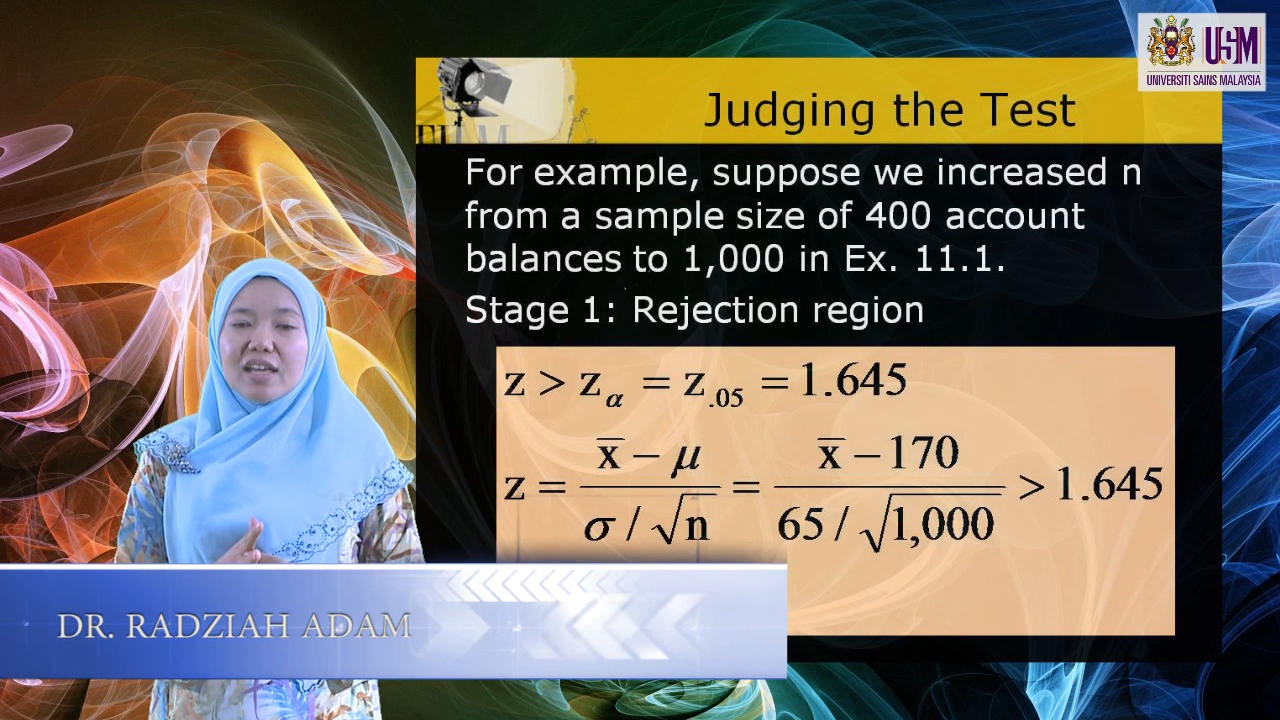 USM
UNIVERSITI SAINS MALAYSIA
FILM
Judging the Test
For example, suppose we increased n
from a sample size of 400 account
balances to 1,000 in Ex. 11.1.
Stage 1: Rejection region
z > z_α = z_.05 = 1.645
z = (x̅ − μ) / (σ / √n) = (x̅ − 170) / (65 / √1,000) > 1.645
DR. RADZIAH ADAM